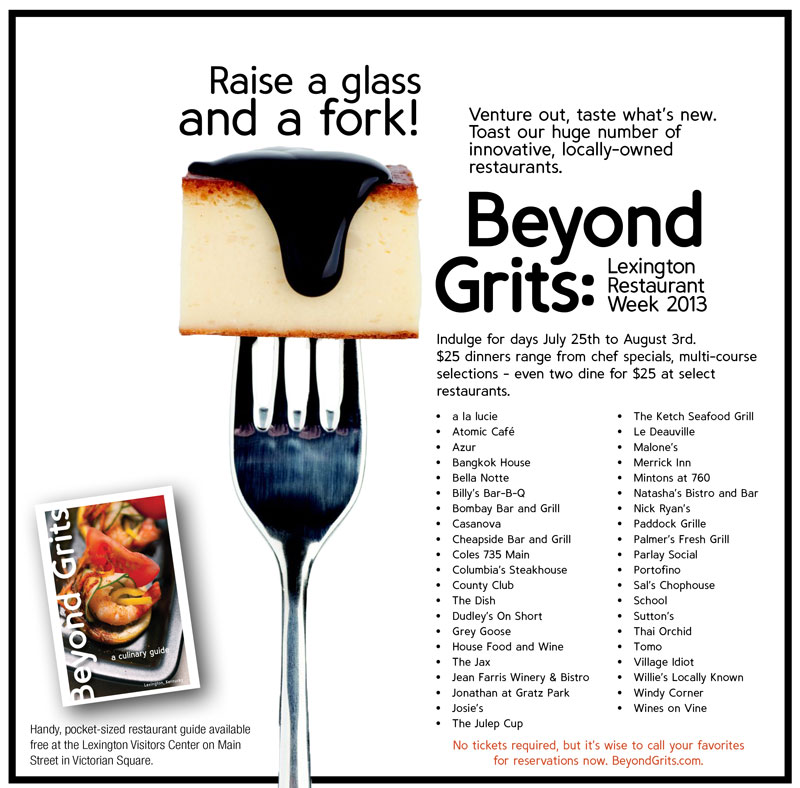 Raise a glass
and a fork!
Venture out, taste what's new.
Toast our huge number of
innovative, locally-owned
restaurants.
Beyond
Grits:
Lexington
Restaurant
Week 2013
Indulge for days July 25th to August 3rd.
$25 dinners range from chef specials, multi-course
selections - even two dine for $25 at select
restaurants.
• a la lucie
• Atomic Café
• Azur
• Bangkok House
• Bella Notte
• Billy's Bar-B-Q
• Bombay Bar and Grill
• Casanova
• Cheapside Bar and Grill
• Coles 735 Main
• Columbia's Steakhouse
• County Club
• The Dish
• Dudley's On Short
• Grey Goose
• House Food and Wine
• The Jax
• Jean Farris Winery & Bistro
• Jonathan at Gratz Park
• Josie's
• The Julep Cup
• The Ketch Seafood Grill
• Le Deauville
• Malone's
• Merrick Inn
• Mintons at 760
• Natasha's Bistro and Bar
• Nick Ryan's
• Paddock Grille
• Palmer's Fresh Grill
• Parlay Social
• Portofino
• Sal's Chophouse
• School
• Sutton's
• Thai Orchid
• Tomo
• Village Idiot
• Willie's Locally Known
• Windy Corner
• Wines on Vine
No tickets required, but it's wise to call your favorites
for reservations now. BeyondGrits.com.
Beyond Grits
a culinary guide
Lexington, Kentucky
Handy, pocket-sized restaurant guide available
free at the Lexington Visitors Center on Main
Street in Victorian Square.